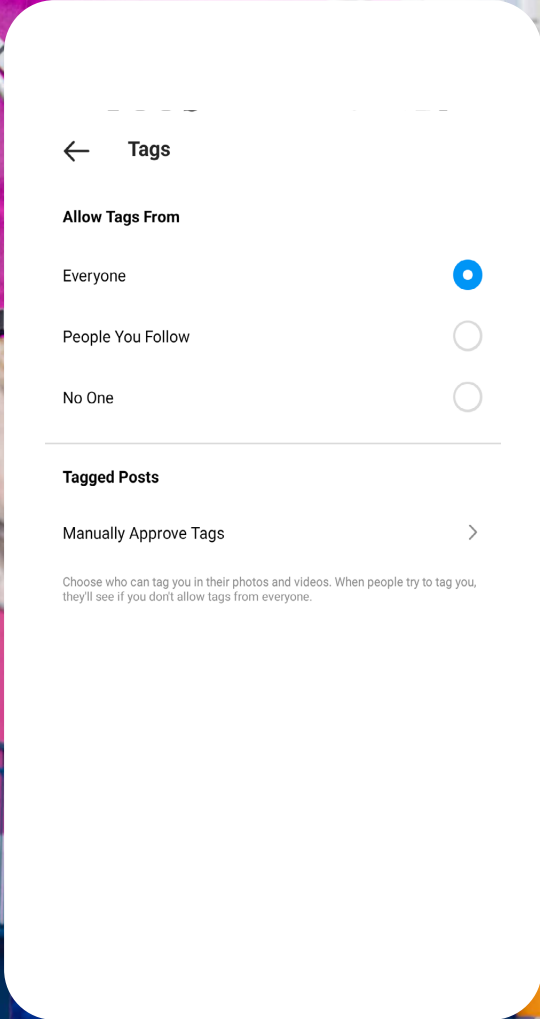 Tags
Allow Tags From
Everyone
People You Follow
No One
Tagged Posts
Manually Approve Tags
Choose who can tag you in their photos and videos. When people try to tag you,
they'll see if you don't allow tags from everyone.